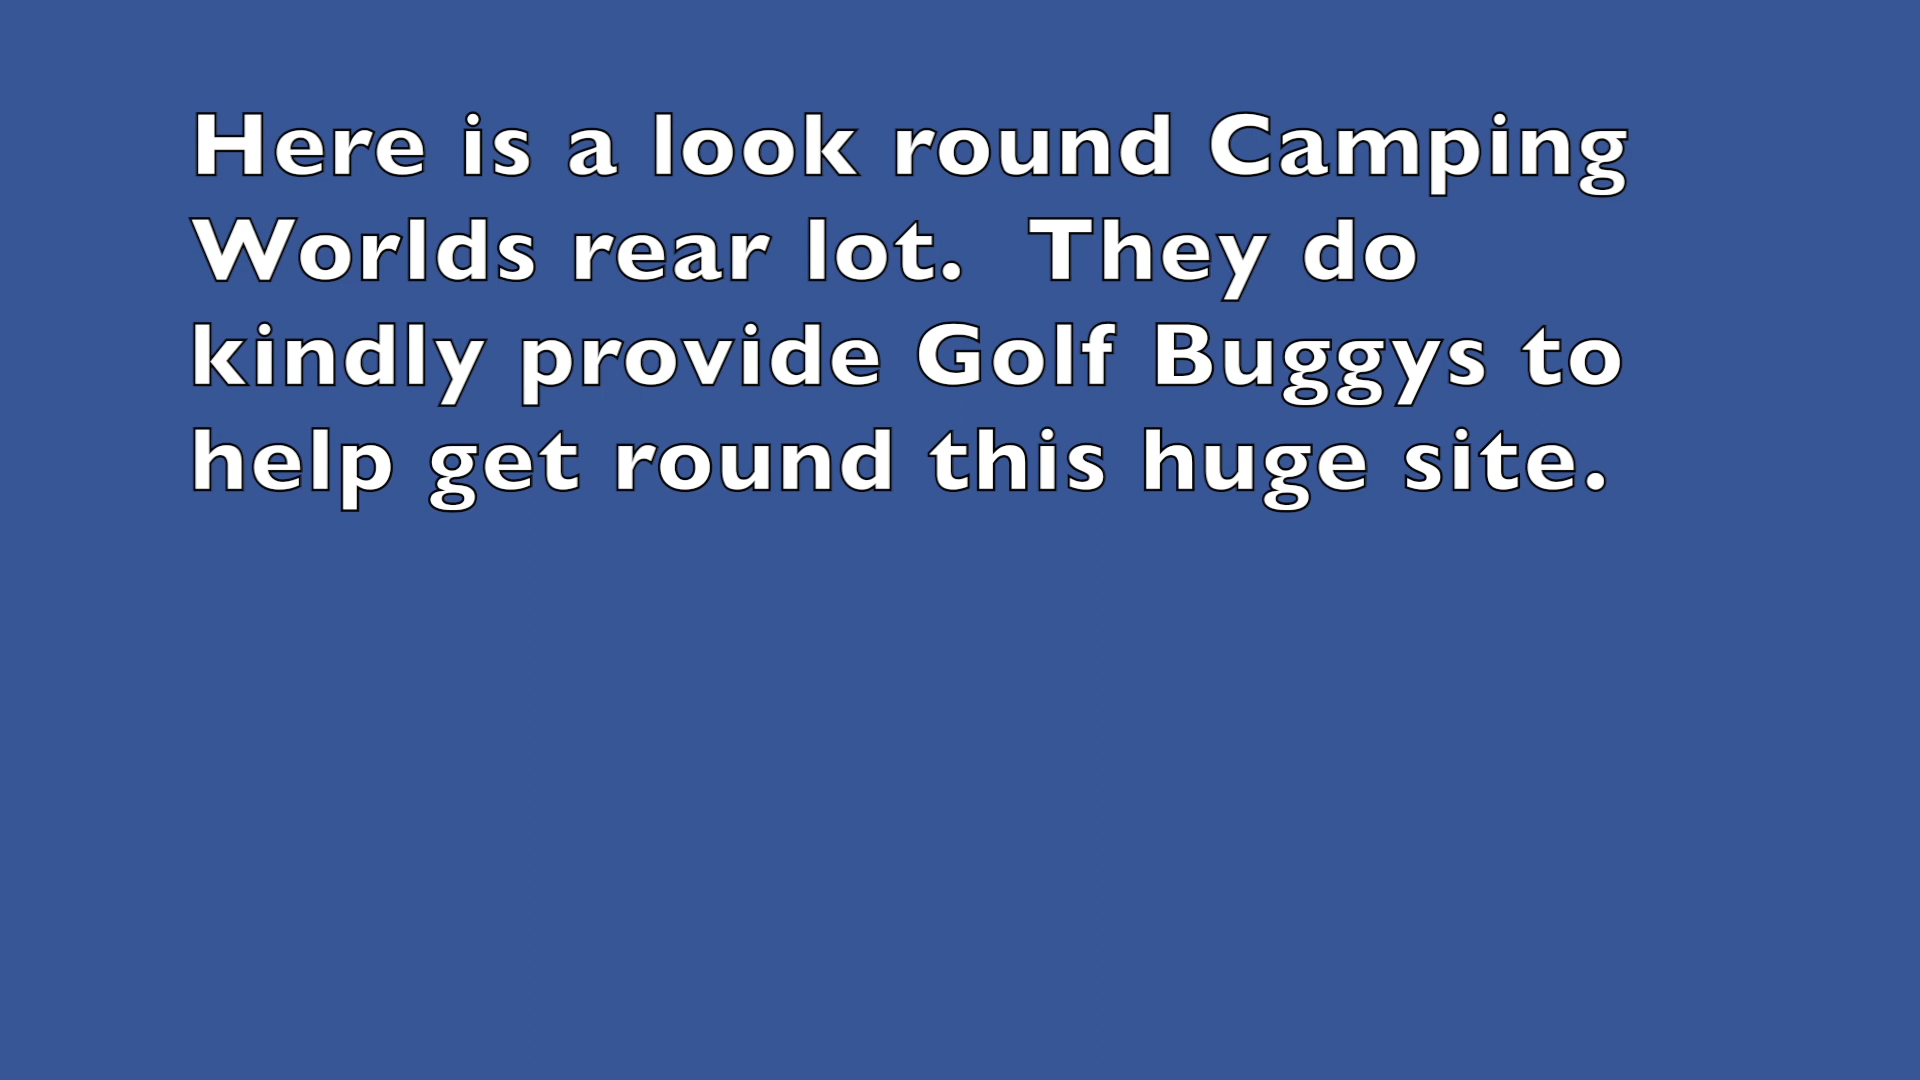 Here is a look round Camping
Worlds rear lot.  They do
kindly provide Golf Buggys to
help get round this huge site.